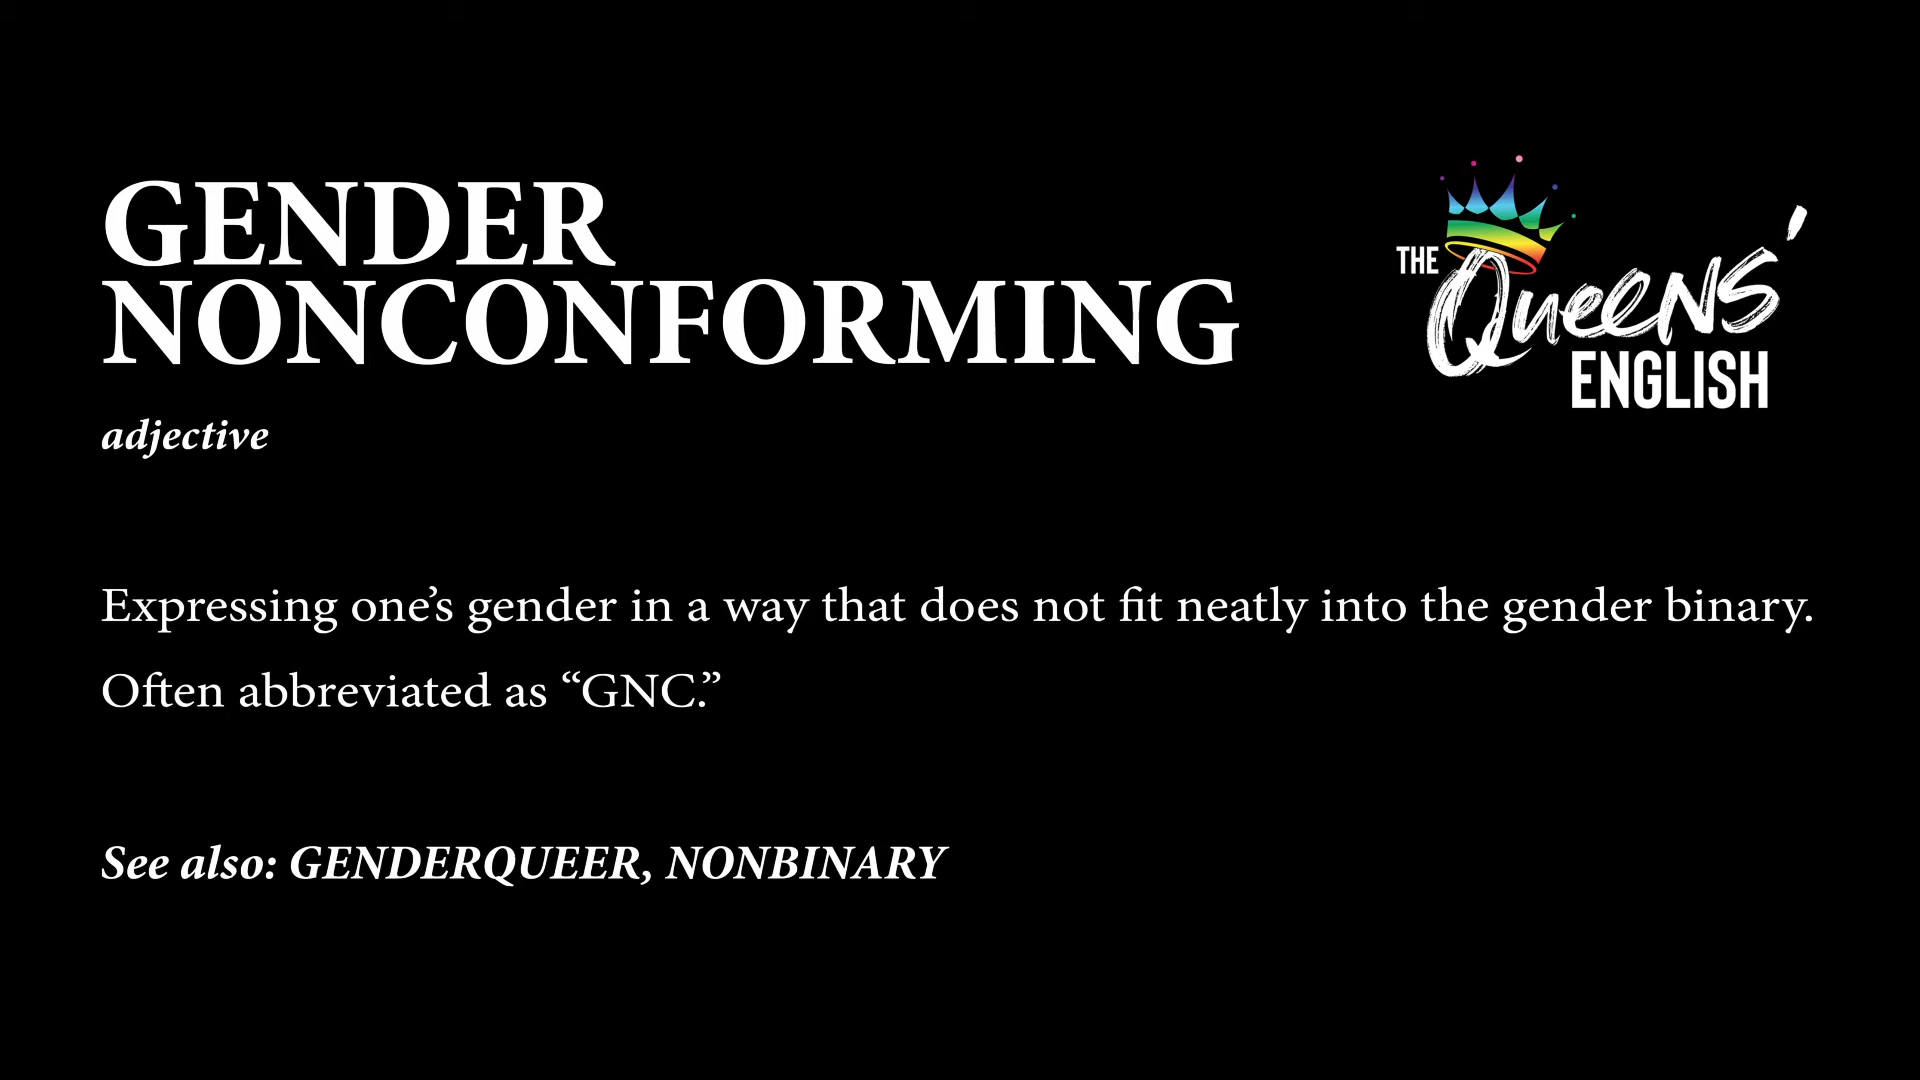 GENDER
NONCONFORMING
adjective
THE
Queens'
ENGLISH
Expressing one’s gender in a way that does not fit neatly into the gender binary.
Often abbreviated as “GNC.”
See also: GENDERQUEER, NONBINARY